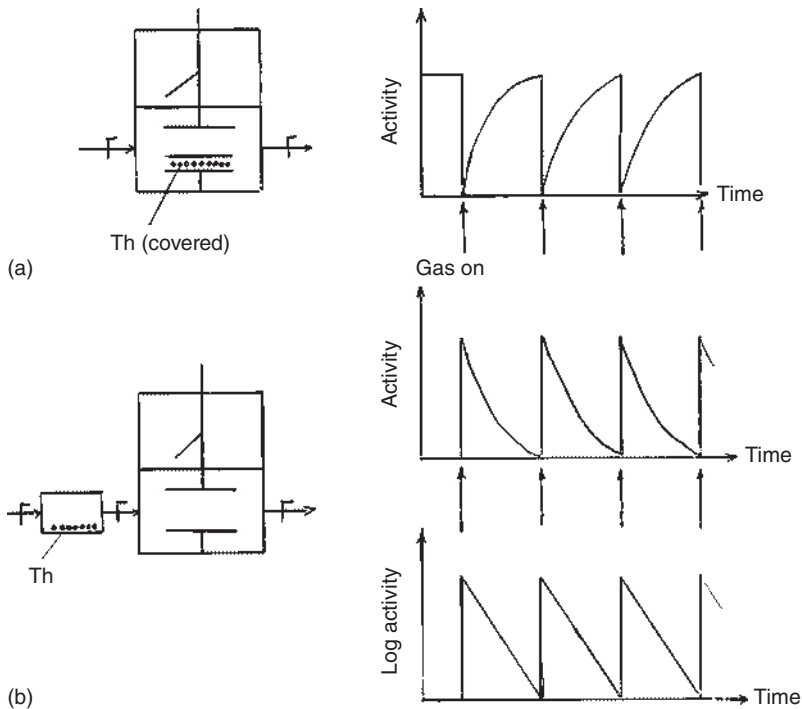 Activity
Time
Th (covered)
(a)
Gas on
Activity
Time
Th
Log activity
Time
(b)